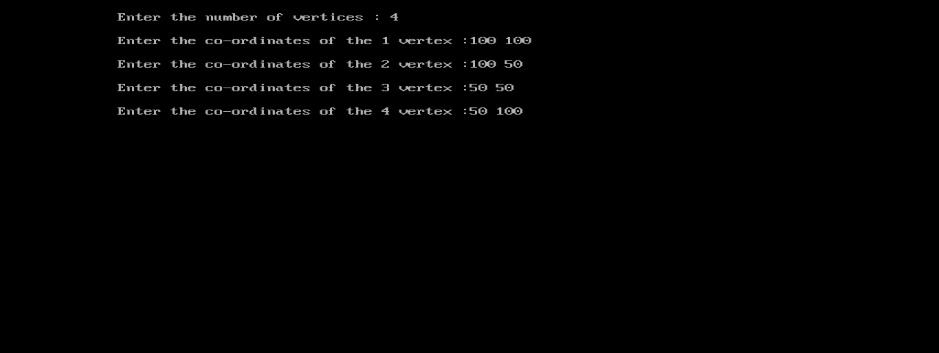 Enter the number of vertices : 4
Enter the co-ordinates of the 1 vertex :100 100
Enter the co-ordinates of the 2 vertex :100 50
Enter the co-ordinates of the 3 vertex :50 50
Enter the co-ordinates of the 4 vertex :50 100